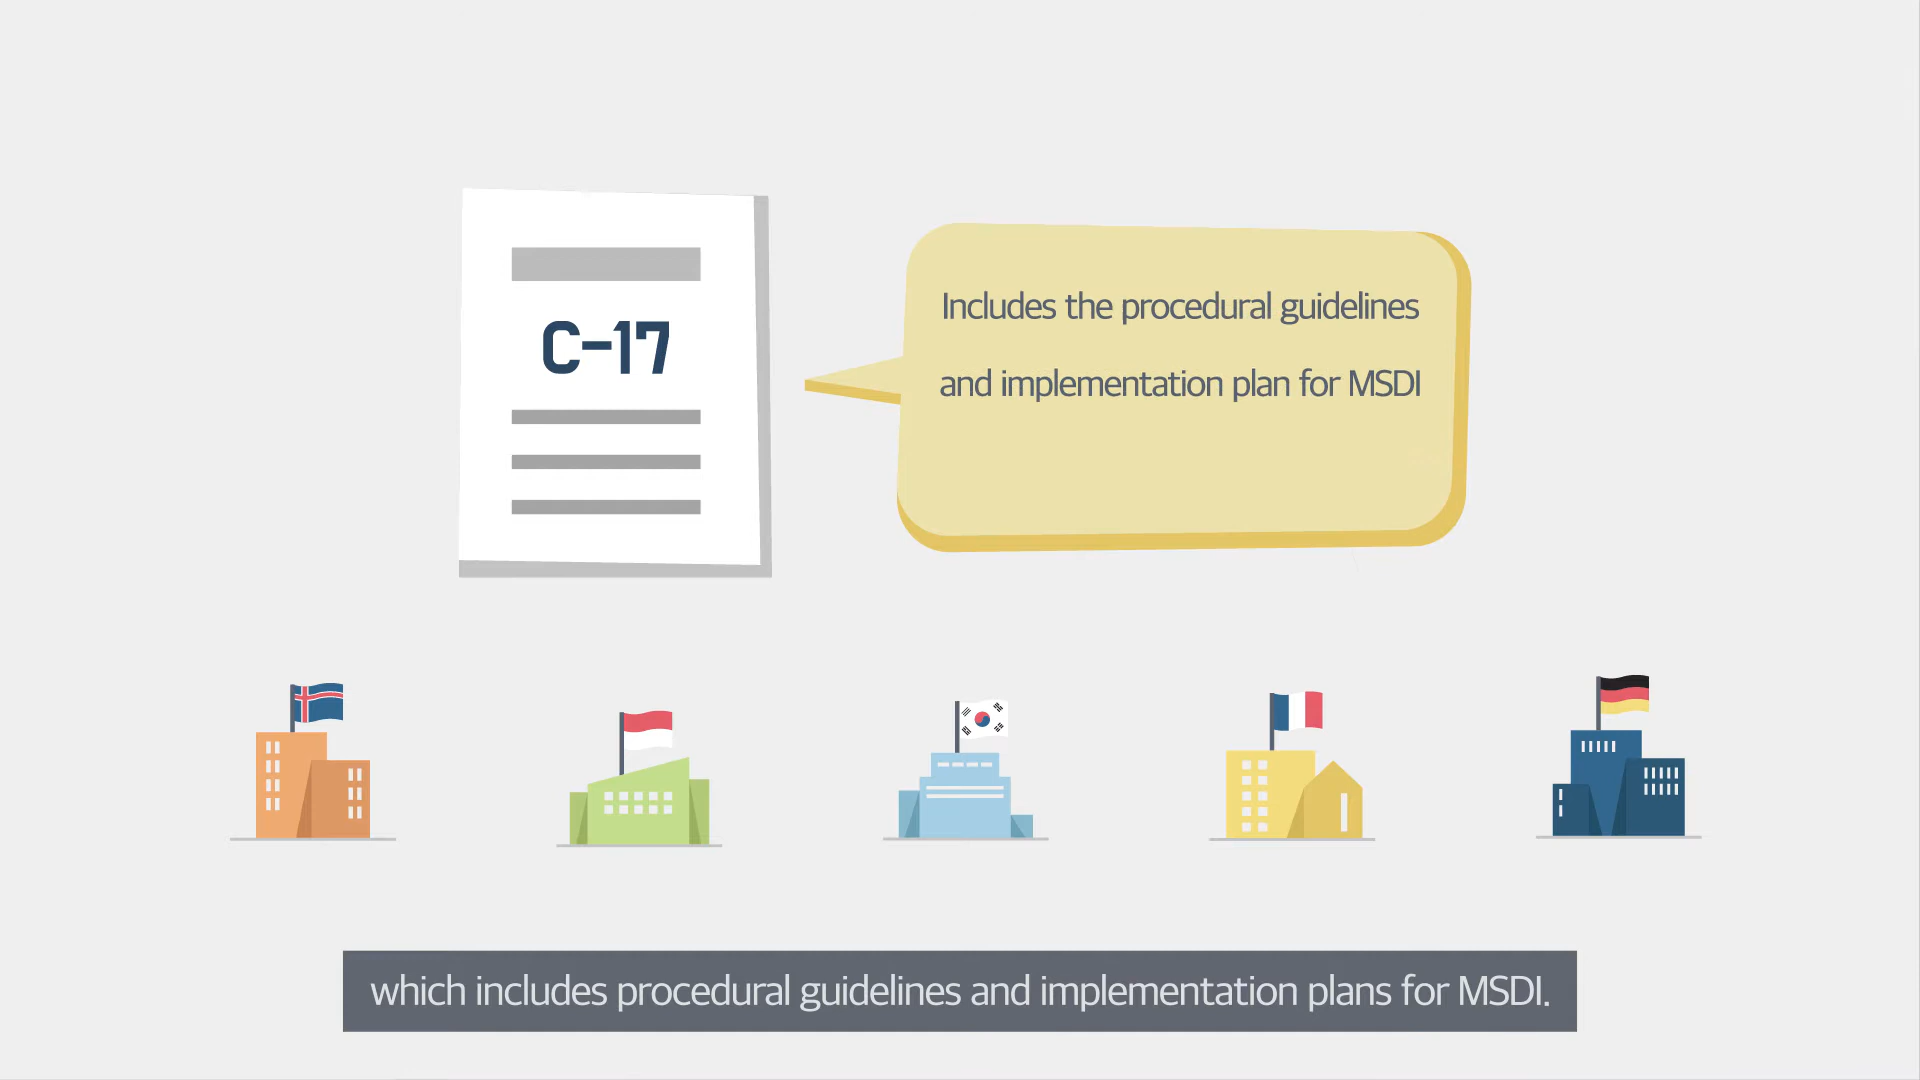 C-17
Includes the procedural guidelines
and implementation plan for MSDI
which includes procedural guidelines and implementation plans for MSDI.